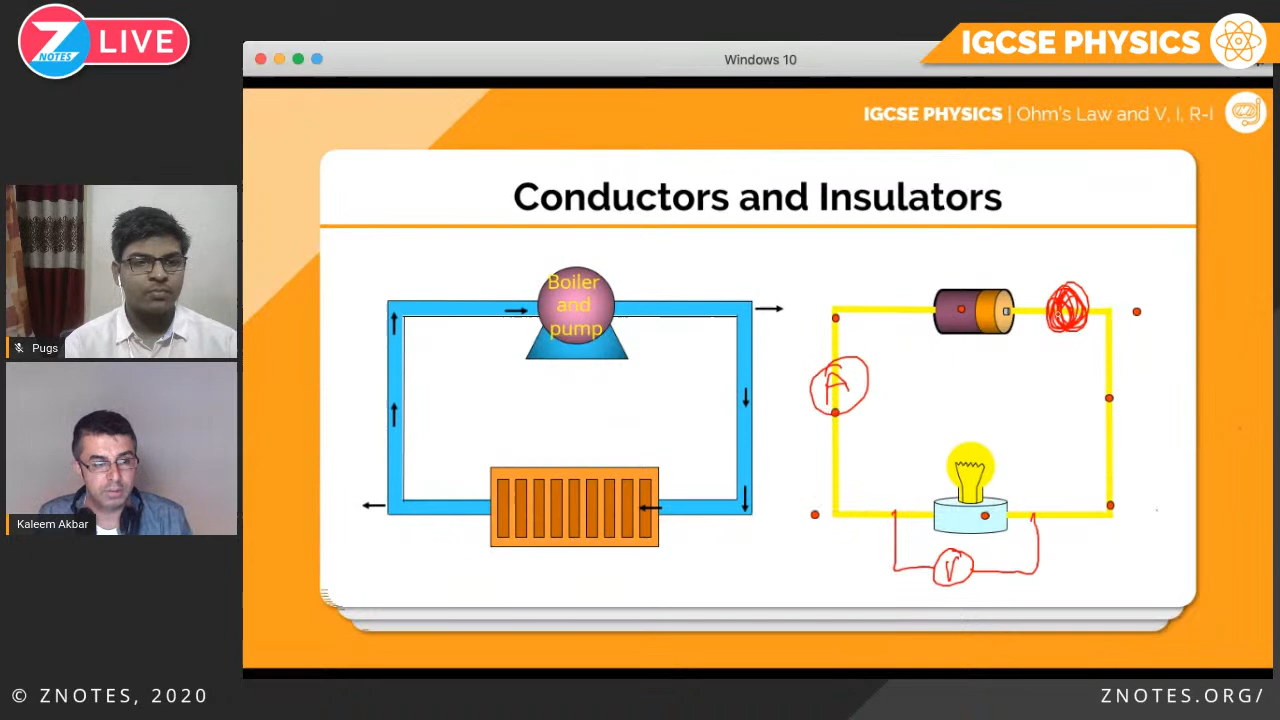 Z NOTES LIVE
IGCSE PHYSICS
Windows 10
IGCSE PHYSICS | Ohm's Law and V, I, R-I
Conductors and Insulators
Boiler
and
pump
A
V
Pugs
Kaleem Akbar
© ZNOTES, 2020
ZNOTES.ORG/